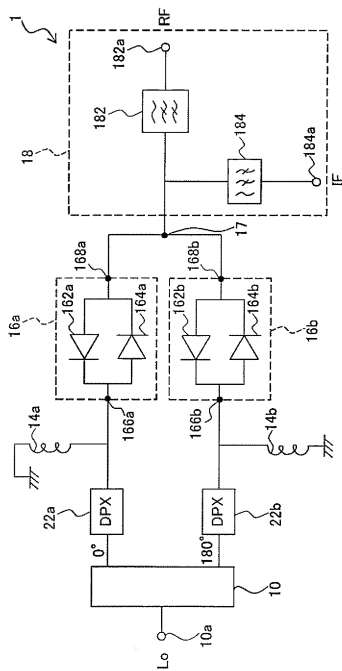 1
RF
182a
182
18
184
184a
IF
17
168a
168b
16a
162a
164a
162b
164b
16b
166a
166b
14a
14b
DPX
22a
DPX
22b
0°
180°
10
10a
Lo